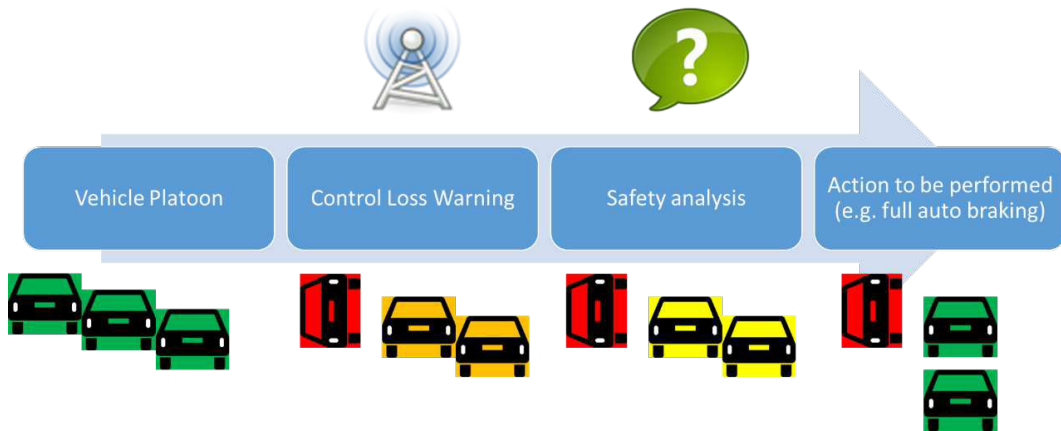 ?
Vehicle Platoon
Control Loss Warning
Safety analysis
Action to be performed
(e.g. full auto braking)